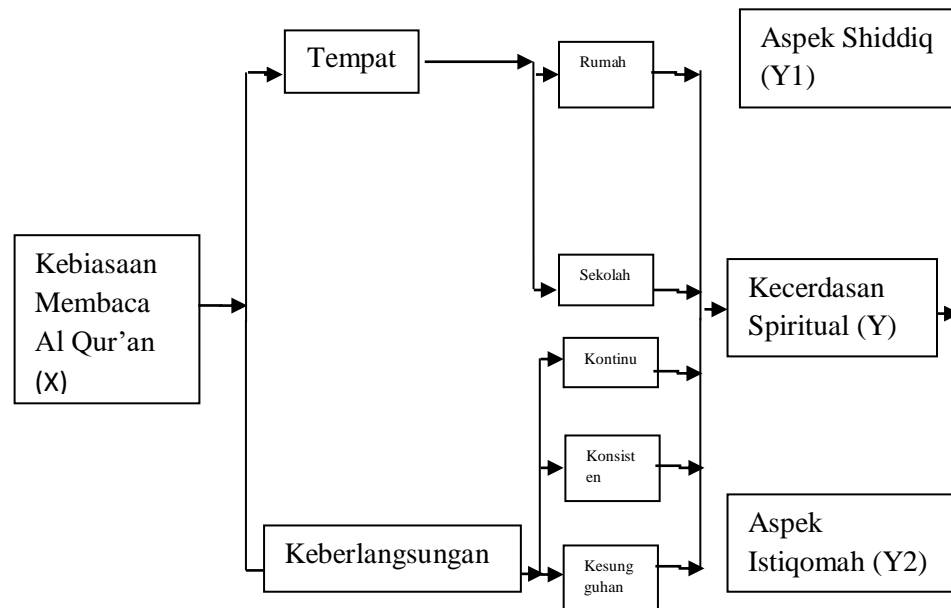 Tempat
Rumah
Aspek Shiddiq
(Y1)
Kebiasaan
Membaca
Al Qur’an
(X)
Sekolah
Kecerdasan
Spiritual (Y)
Kontinu
Konsist
en
Keberlangsungan
Kesung
guhan
Aspek
Istiqomah (Y2)